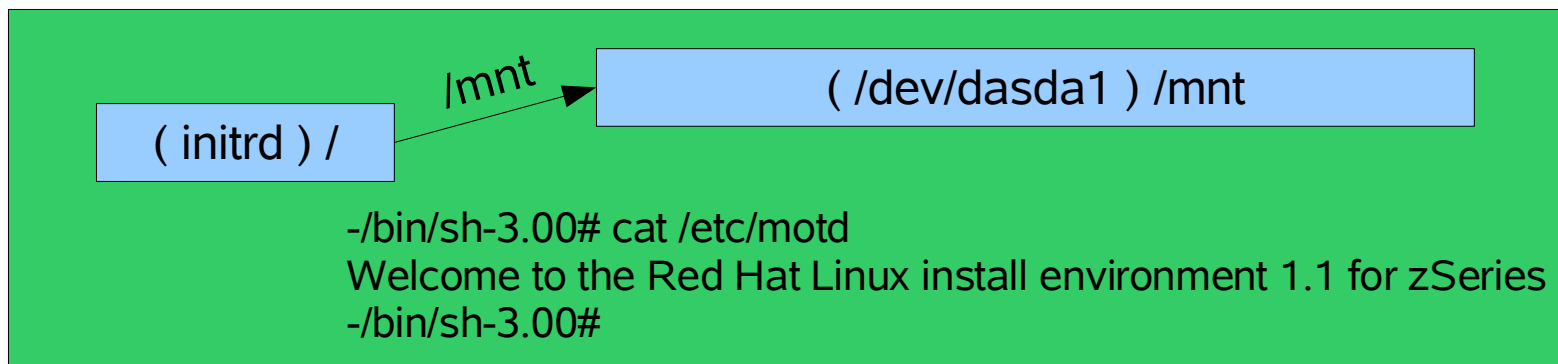 /mnt
( /dev/dasda1 ) /mnt
( initrd ) /
-/bin/sh-3.00# cat /etc/motd
Welcome to the Red Hat Linux install environment 1.1 for zSeries
-/bin/sh-3.00#